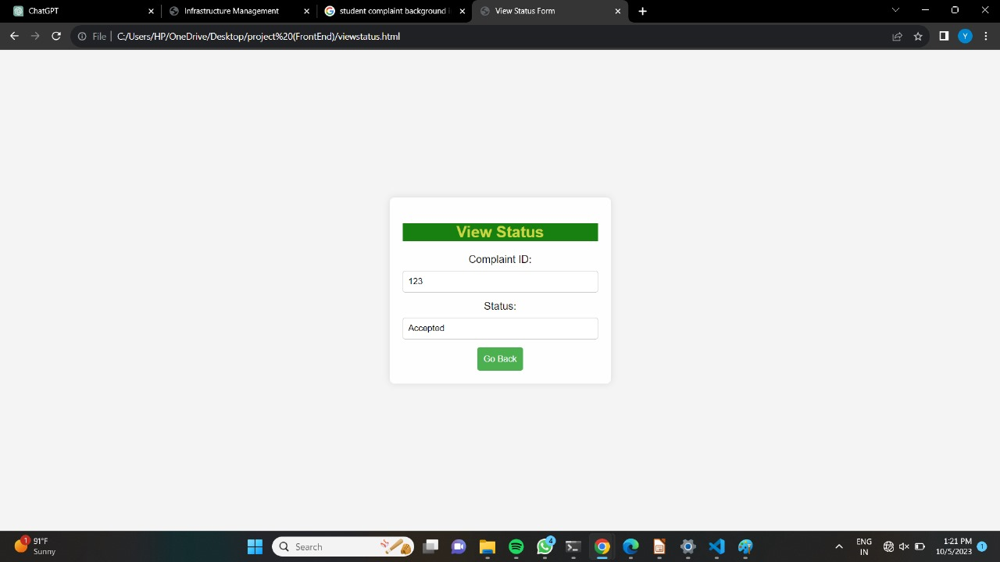 ChatGPT
Infrastructure Management
student complaint background i
View Status Form
File
C:/Users/HP/OneDrive/Desktop/project%20(FrontEnd)/viewstatus.html
Y
View Status
Complaint ID:
123
Status:
Accepted
Go Back
1
91°F
Sunny
Search
4
ENG
IN
1:21 PM
10/5/2023
1